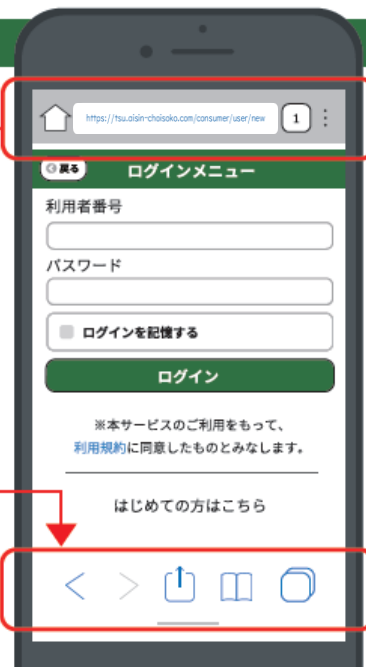 https://tsu.aisin-choisoko.com/consumer/user/new
1
戻る
ログインメニュー
利用者番号
パスワード
ログインを記憶する
ログイン
※本サービスのご利用をもって、
利用規約に同意したものとみなします。
はじめての方はこちら